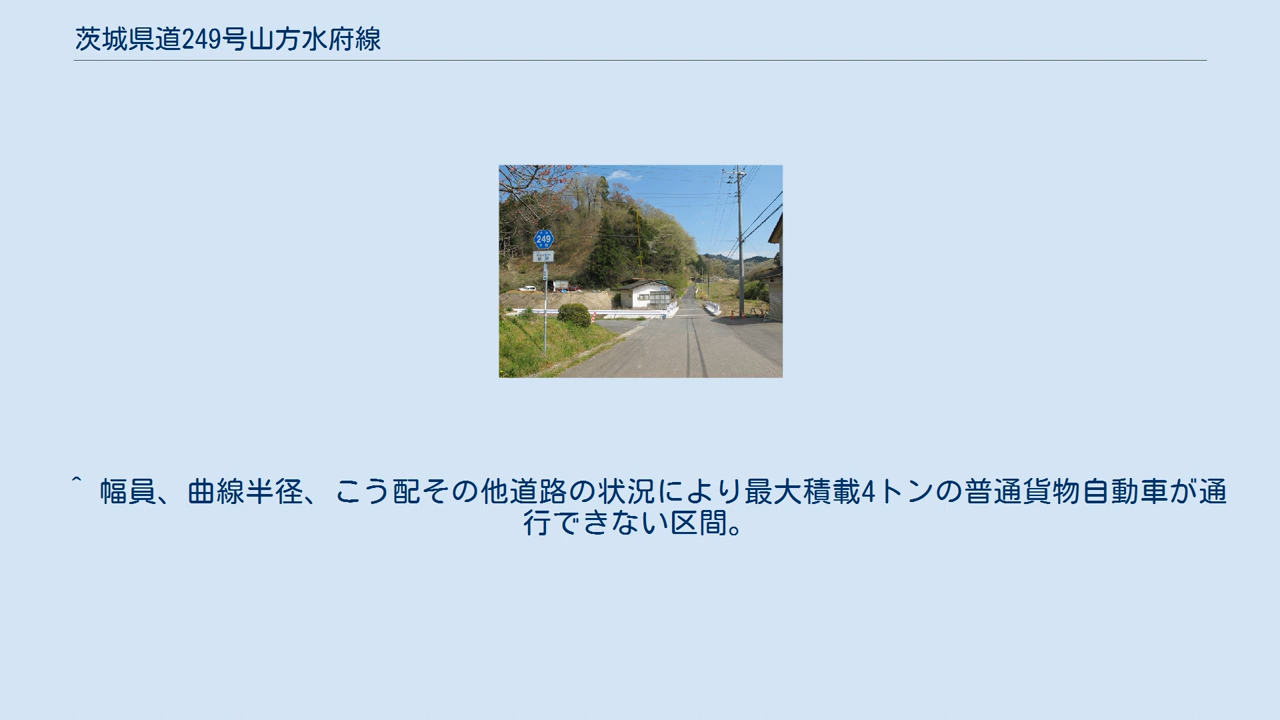 茨城県道249号山方水府線
249
^ 幅員、曲線半径、こう配その他道路の状況により最大積載4トンの普通貨物自動車が通
行できない区間。